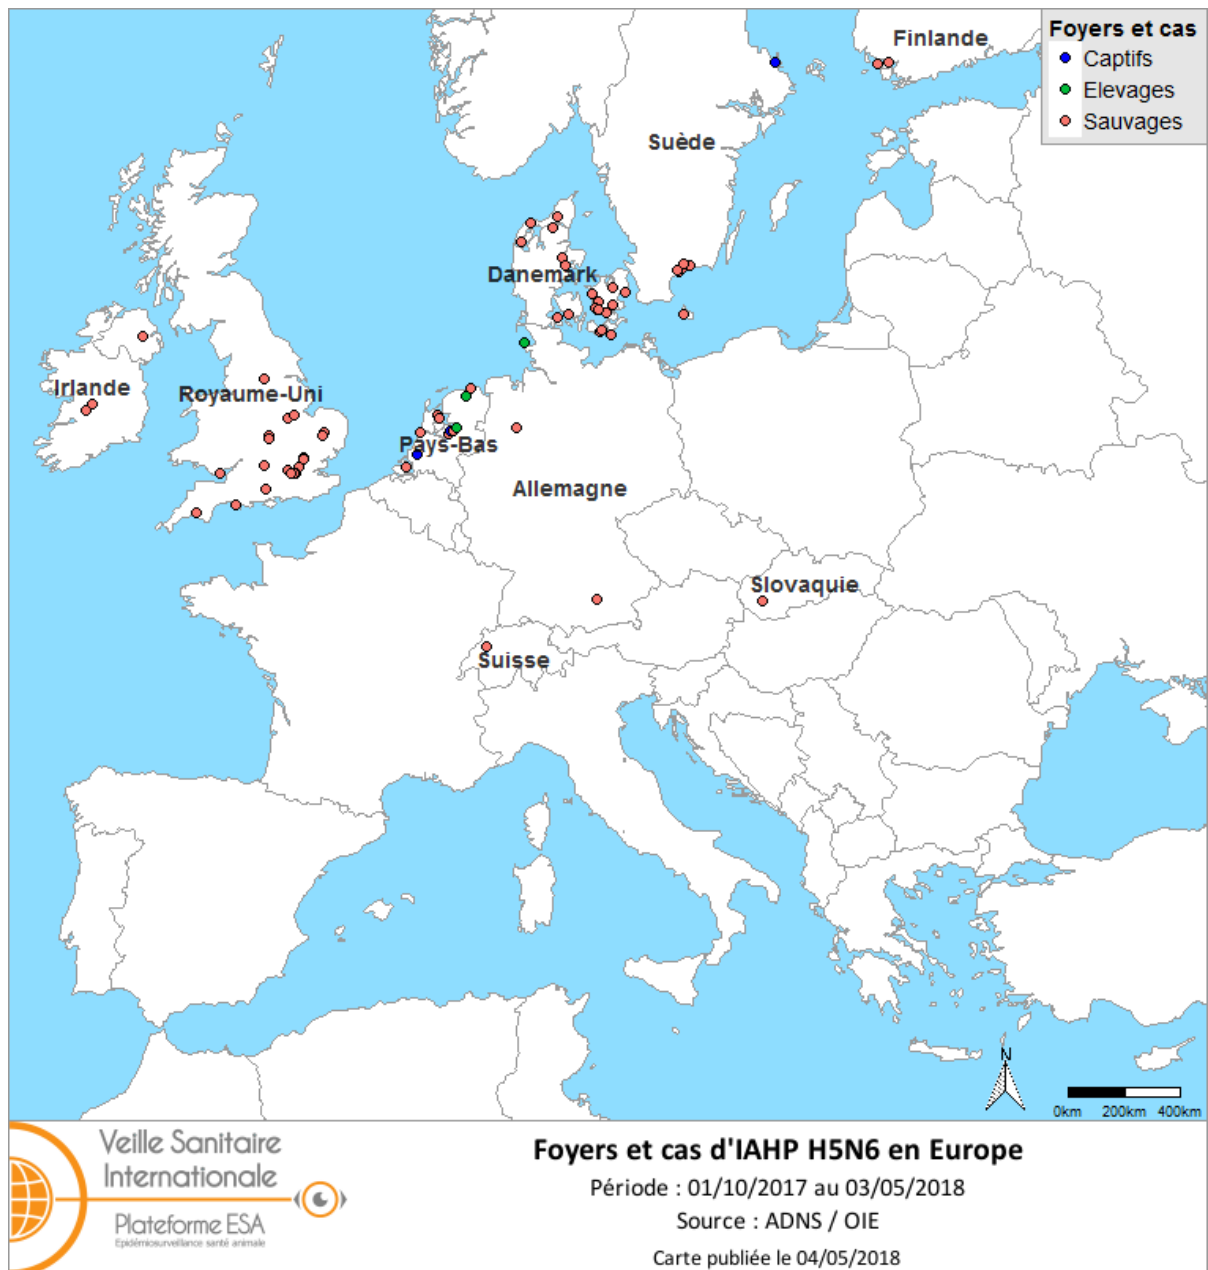 Foyers et cas
Captifs
Elevages
Sauvages
Finlande
Suède
Danemark
Irlande
Royaume-Uni
Pays-Bas
Allemagne
Slovaquie
Suisse
N
0km 200km 400km
Veille Sanitaire
Internationale
Plateforme ESA
Epidémiosurveillance santé animale
Foyers et cas d'IAHP H5N6 en Europe
Période : 01/10/2017 au 03/05/2018
Source : ADNS / OIE
Carte publiée le 04/05/2018